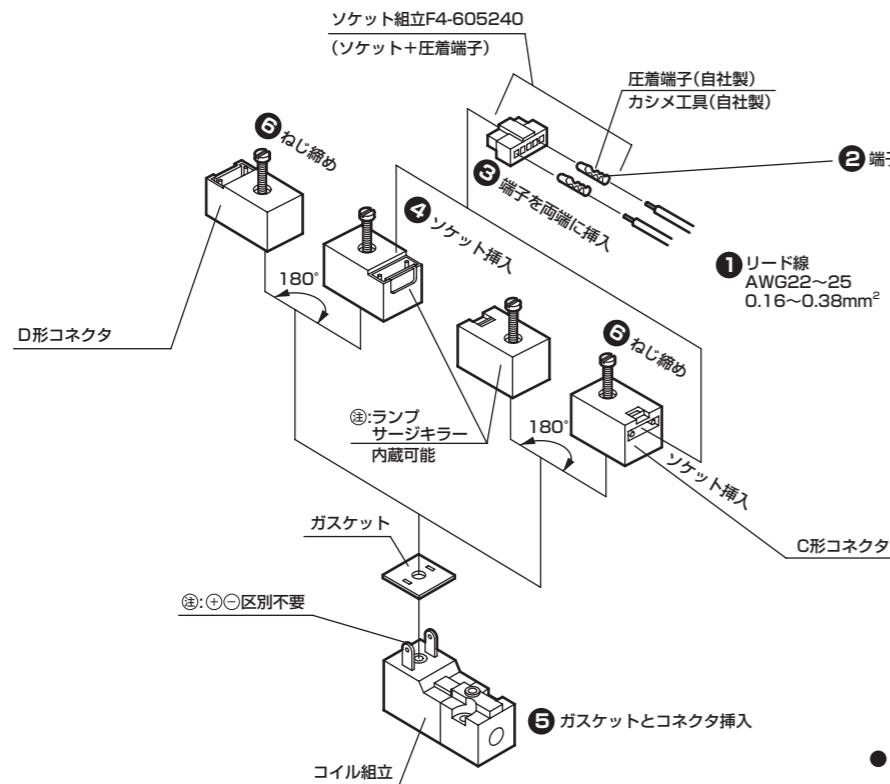 ソケット組立F4-605240
(ソケット+圧着端子)
圧着端子(自社製)
カシメ工具(自社製)
❻ ねじ締め
❷ 端子
❸ 端子を両端に挿入
❹ ソケット挿入
❶ リード線
AWG22～25
0.16～0.38mm²
180°
D形コネクタ
❻ ねじ締め
㊟:ランプ
サージキラー
内蔵可能
180°
ソケット挿入
ガスケット
C形コネクタ
㊟:⊕⊖区別不要
❺ ガスケットとコネクタ挿入
コイル組立
●